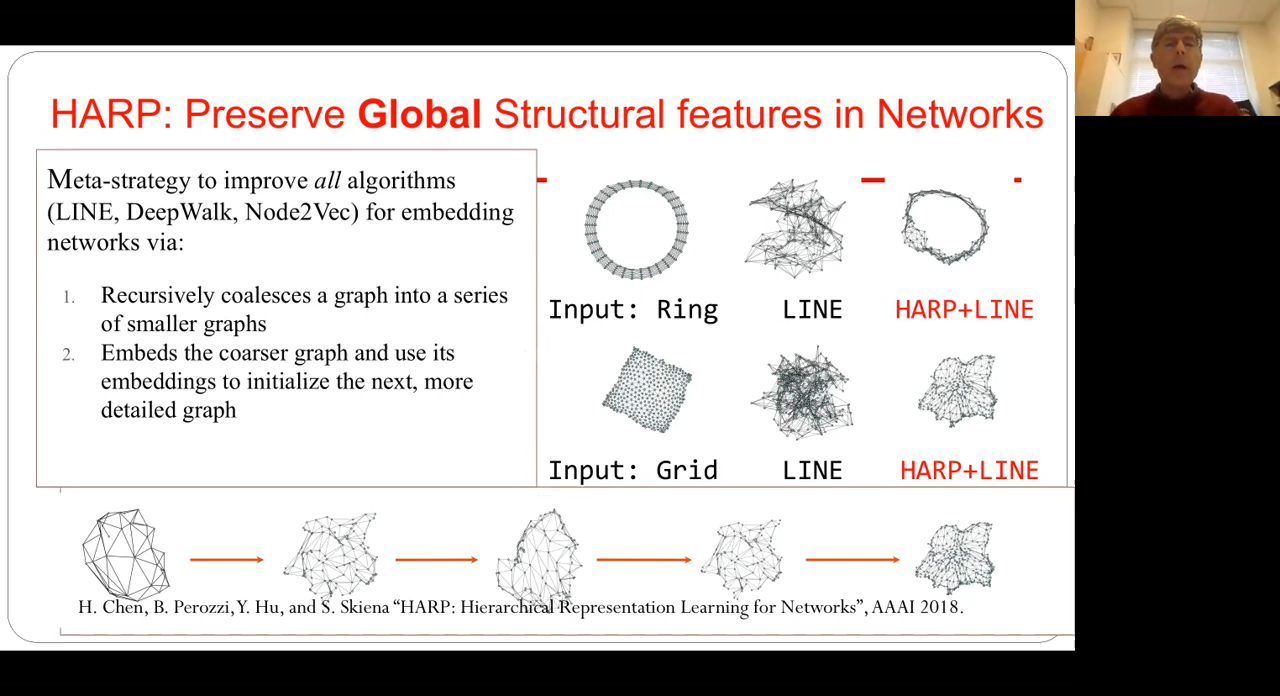 HARP: Preserve Global Structural features in Networks
Meta-strategy to improve all algorithms
(LINE, DeepWalk, Node2Vec) for embedding
networks via:
1. Recursively coalesces a graph into a series
of smaller graphs
2. Embeds the coarser graph and use its
embeddings to initialize the next, more
detailed graph
Input: Ring LINE HARP+LINE
Input: Grid LINE HARP+LINE
H. Chen, B. Perozzi, Y. Hu, and S. Skiena “HARP: Hierarchical Representation Learning for Networks”, AAAI 2018.